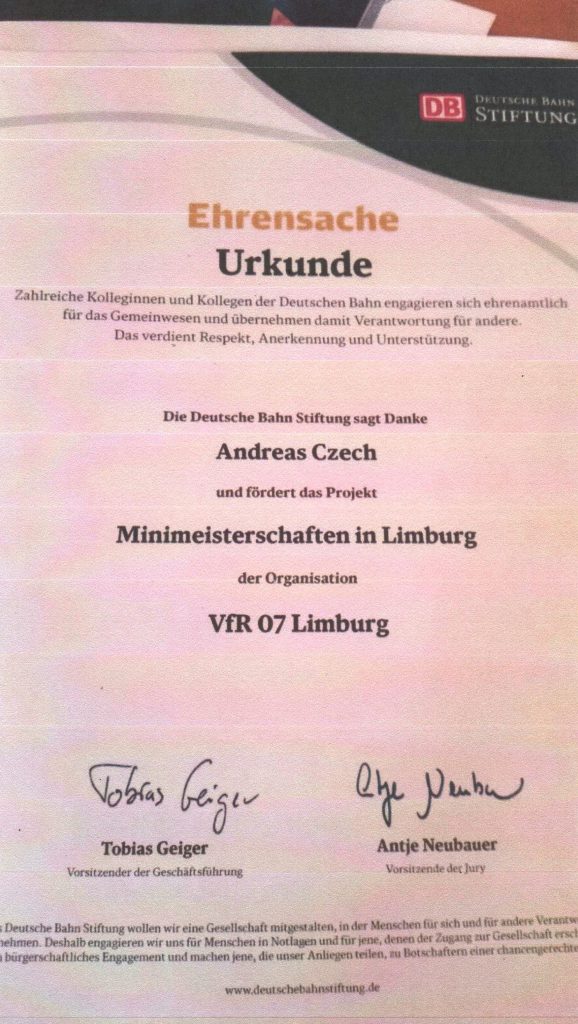 DB
DEUTSCHE BAHN
STIFTUNG
Ehrensache
Urkunde
Zahlreiche Kolleginnen und Kollegen der Deutschen Bahn engagieren sich ehrenamtlich
für das Gemeinwesen und übernehmen damit Verantwortung für andere.
Das verdient Respekt, Anerkennung und Unterstützung.
Die Deutsche Bahn Stiftung sagt Danke
Andreas Czech
und fördert das Projekt
Minimeisterschaften in Limburg
der Organisation
VfR 07 Limburg
Tobias Geiger
Antje Neubauer
Tobias Geiger
Antje Neubauer
Vorsitzender der Geschäftsführung
Vorsitzende der Jury
s Deutsche Bahn Stiftung wollen wir eine Gesellschaft mitgestalten, in der Menschen für sich und für andere Verantw
nehmen. Deshalb engagieren wir uns für Menschen in Notlagen und für jene, denen der Zugang zur Gesellschaft ersch
bürgerschaftliches Engagement und machen jene, die unser Anliegen teilen, zu Botschaftern einer chancengerechte
www.deutschebahnstiftung.de